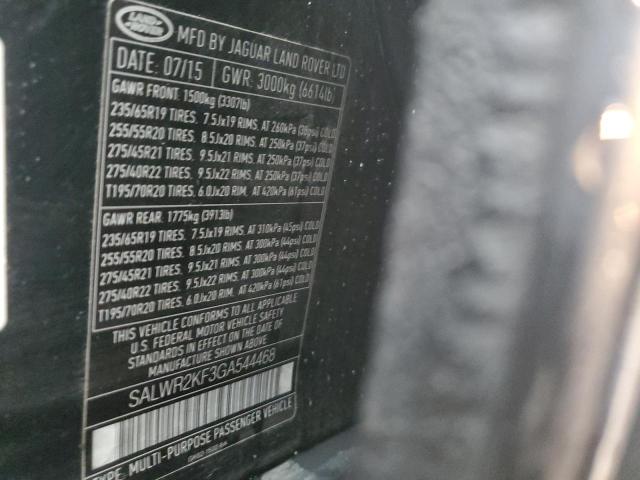 LAND ROVER
MFD BY JAGUAR LAND ROVER LTD
DATE: 07/15 GWR: 3000kg (6614lb)
GAWR FRONT: 1500kg (3307lb)
235/65R19 TIRES. 7.5Jx19 RIMS. AT 260kPa (38psi) COLD
255/55R20 TIRES. 8.5Jx20 RIMS. AT 250kPa (37psi) COLD
275/45R21 TIRES. 9.5Jx21 RIMS. AT 250kPa (37psi) COLD
275/40R22 TIRES. 9.5Jx22 RIMS. AT 250kPa (37psi) COLD
T195/70R20 TIRES. 6.0Jx20 RIM. AT 420kPa (61psi) COLD
GAWR REAR. 1775kg (3913lb)
235/65R19 TIRES. 7.5Jx19 RIMS. AT 310kPa (45psi) COLD
255/55R20 TIRES. 8.5Jx20 RIMS. AT 300kPa (44psi) COLD
275/45R21 TIRES. 9.5Jx21 RIMS. AT 300kPa (44psi) COLD
275/40R22 TIRES. 9.5Jx22 RIMS. AT 300kPa (44psi) COLD
T195/70R20 TIRES. 6.0Jx20 RIM. AT 420kPa (61psi) COLD
THIS VEHICLE CONFORMS TO ALL APPLICABLE
U.S. FEDERAL MOTOR VEHICLE SAFETY
STANDARDS IN EFFECT ON THE DATE OF
MANUFACTURE SHOWN ABOVE.
SALWR2KF3GA544468
TYPE. MULTI-PURPOSE PASSENGER VEHICLE